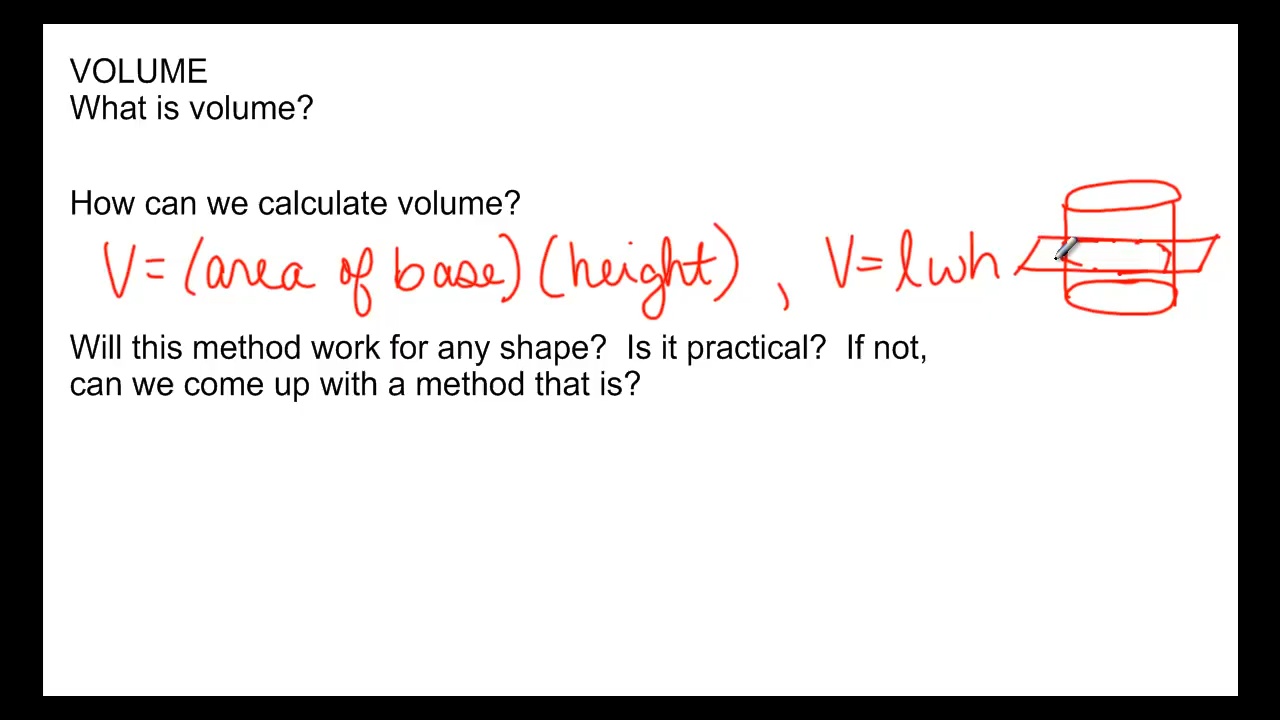 VOLUME
What is volume?
How can we calculate volume?
V = (area of base) (height) , V = lwh
Will this method work for any shape? Is it practical? If not,
can we come up with a method that is?